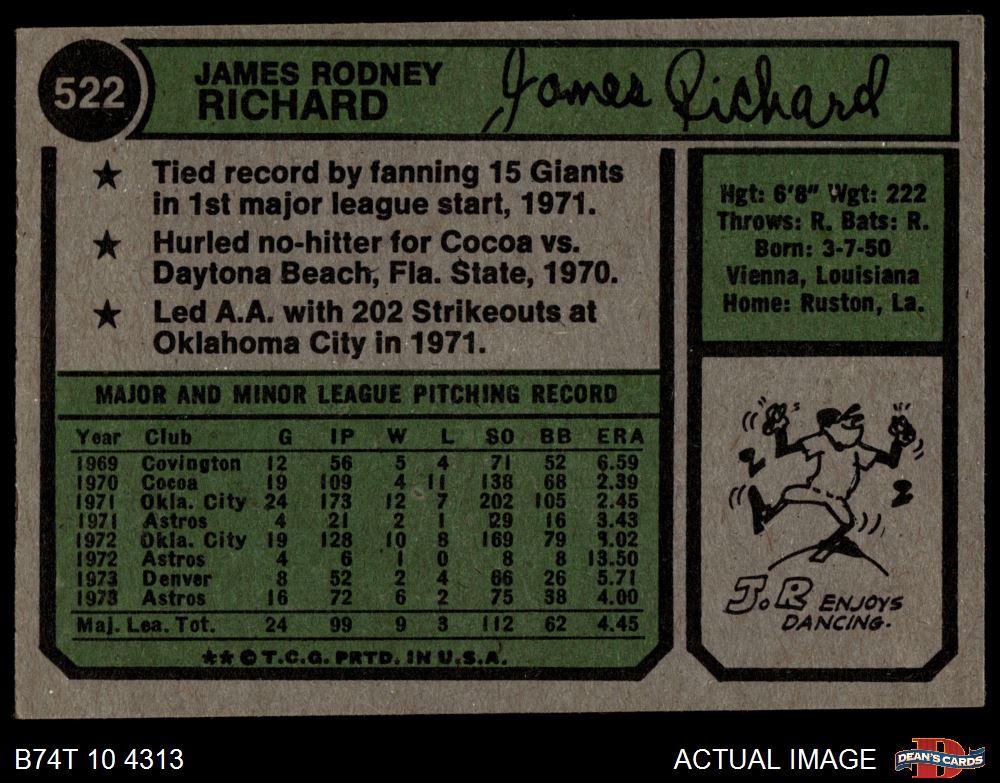 522
JAMES RODNEY
RICHARD
James Richard
★ Tied record by fanning 15 Giants
in 1st major league start, 1971.
★ Hurled no-hitter for Cocoa vs.
Daytona Beach, Fla. State, 1970.
★ Led A.A. with 202 Strikeouts at
Oklahoma City in 1971.
Hgt: 6'8" Wgt: 222
Throws: R. Bats: R.
Born: 3-7-50
Vienna, Louisiana
Home: Ruston, La.
MAJOR AND MINOR LEAGUE PITCHING RECORD
Year Club G IP W L SO BB ERA
1969 Covington 12 56 5 4 71 52 6.59
1970 Cocoa 19 109 4 11 138 68 2.39
1971 Okla. City 24 173 12 7 202 105 2.45
1971 Astros 4 21 2 1 29 16 3.43
1972 Okla. City 19 128 10 8 169 79 3.02
1972 Astros 4 6 1 0 8 8 13.50
1973 Denver 8 52 2 4 66 26 5.71
1973 Astros 16 72 6 2 75 38 4.00
Maj. Lea. Tot. 24 99 9 3 112 62 4.45
★★ © T.C.G. PRTD. IN U.S.A.
J.R ENJOYS
DANCING.
B74T 10 4313
ACTUAL IMAGE
D
DEAN'S CARDS